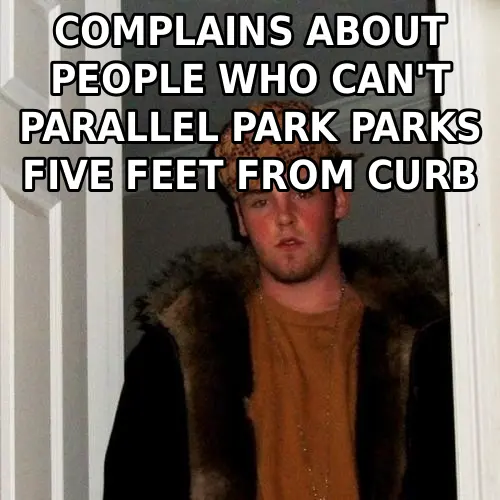 COMPLAINS ABOUT
PEOPLE WHO CAN'T
PARALLEL PARK PARKS
FIVE FEET FROM CURB